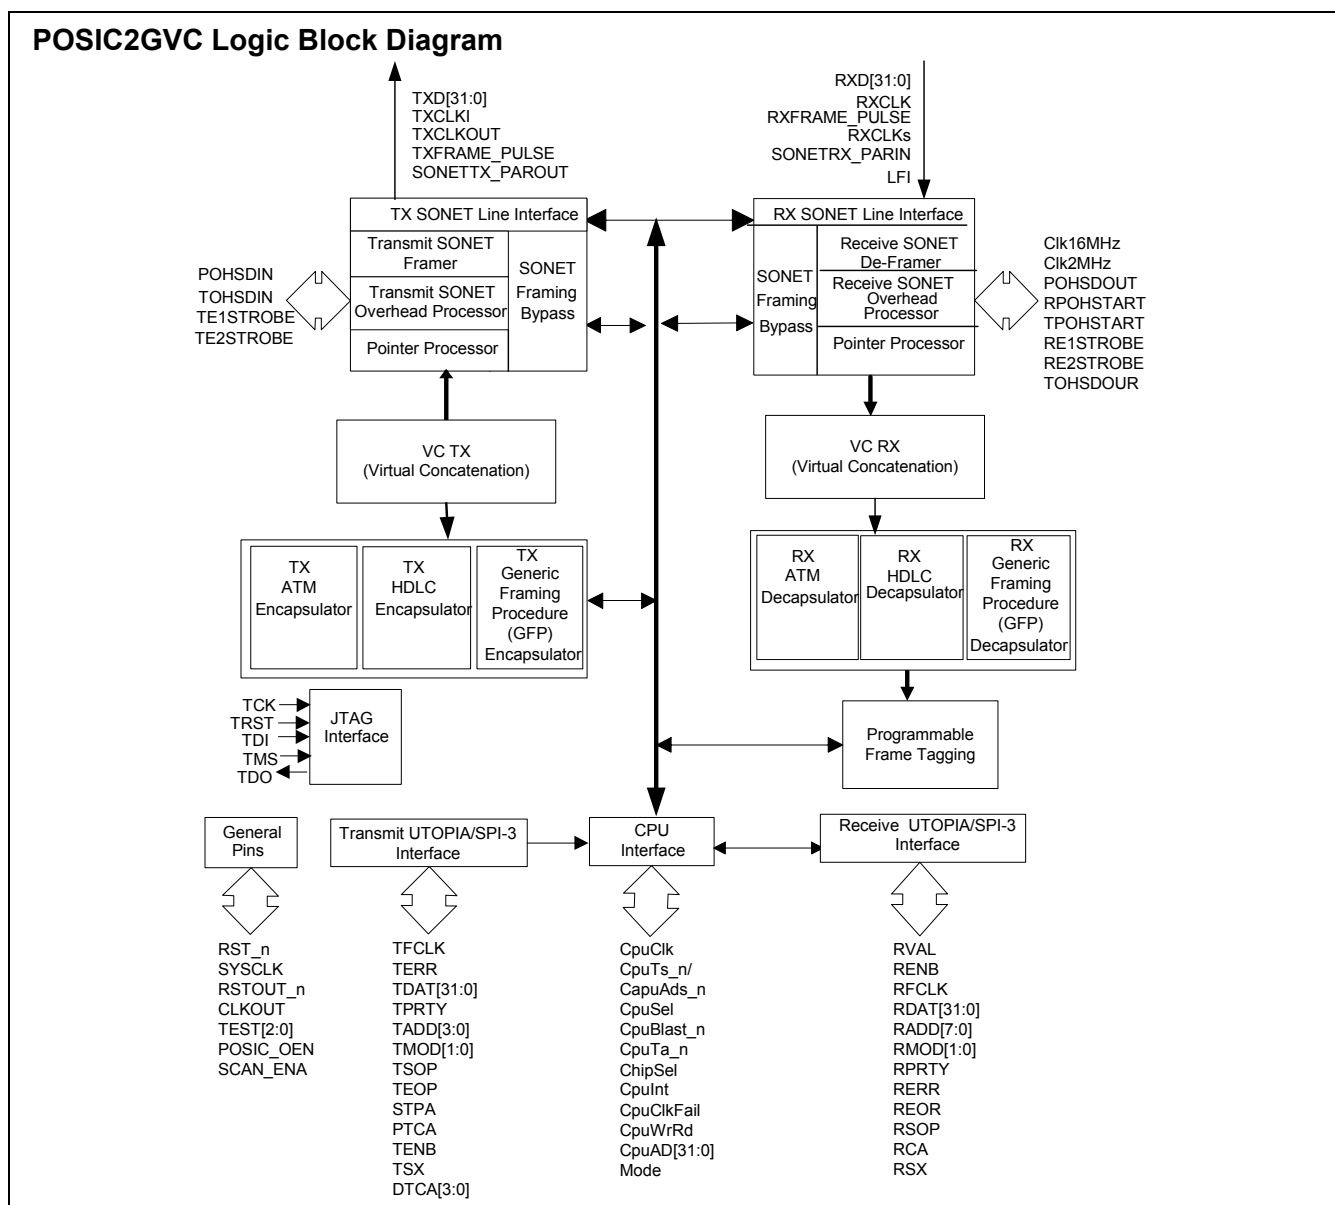 POSIC2GVC Logic Block Diagram
TXD[31:0]
TXCLKI
TXCLKOUT
TXFRAME_PULSE
SONETTX_PAROUT
RXD[31:0]
RXCLK
RXFRAME_PULSE
RXCLKs
SONETRX_PARIN
LFI
TX SONET Line Interface
Transmit SONET
Framer
Transmit SONET
Overhead Processor
Pointer Processor
SONET
Framing
Bypass
POHSDIN
TOHSDIN
TE1STROBE
TE2STROBE
RX SONET Line Interface
SONET
Framing
Bypass
Receive SONET
De-Framer
Receive SONET
Overhead
Processor
Pointer Processor
Clk16MHz
Clk2MHz
POHSDOUT
RPOHSTART
TPOHSTART
RE1STROBE
RE2STROBE
TOHSDOUR
VC TX
(Virtual Concatenation)
VC RX
(Virtual Concatenation)
TX
ATM
Encapsulator
TX
HDLC
Encapsulator
TX
Generic
Framing
Procedure
(GFP)
Encapsulator
RX
ATM
Decapsulator
RX
HDLC
Decapsulator
RX
Generic
Framing
Procedure
(GFP)
Decapsulator
TCK
TRST
TDI
TMS
TDO
JTAG
Interface
Programmable
Frame Tagging
General
Pins
Transmit UTOPIA/SPI-3
Interface
CPU
Interface
Receive UTOPIA/SPI-3
Interface
RST_n
SYSCLK
RSTOUT_n
CLKOUT
TEST[2:0]
POSIC_OEN
SCAN_ENA
TFCLK
TERR
TDAT[31:0]
TPRTY
TADD[3:0]
TMOD[1:0]
TSOP
TEOP
STPA
PTCA
TENB
TSX
DTCA[3:0]
CpuClk
CpuTs_n/
CapuAds_n
CpuSel
CpuBlast_n
CpuTa_n
ChipSel
CpuInt
CpuClkFail
CpuWrRd
CpuAD[31:0]
Mode
RVAL
RENB
RFCLK
RDAT[31:0]
RADD[7:0]
RMOD[1:0]
RPRTY
RERR
REOR
RSOP
RCA
RSX